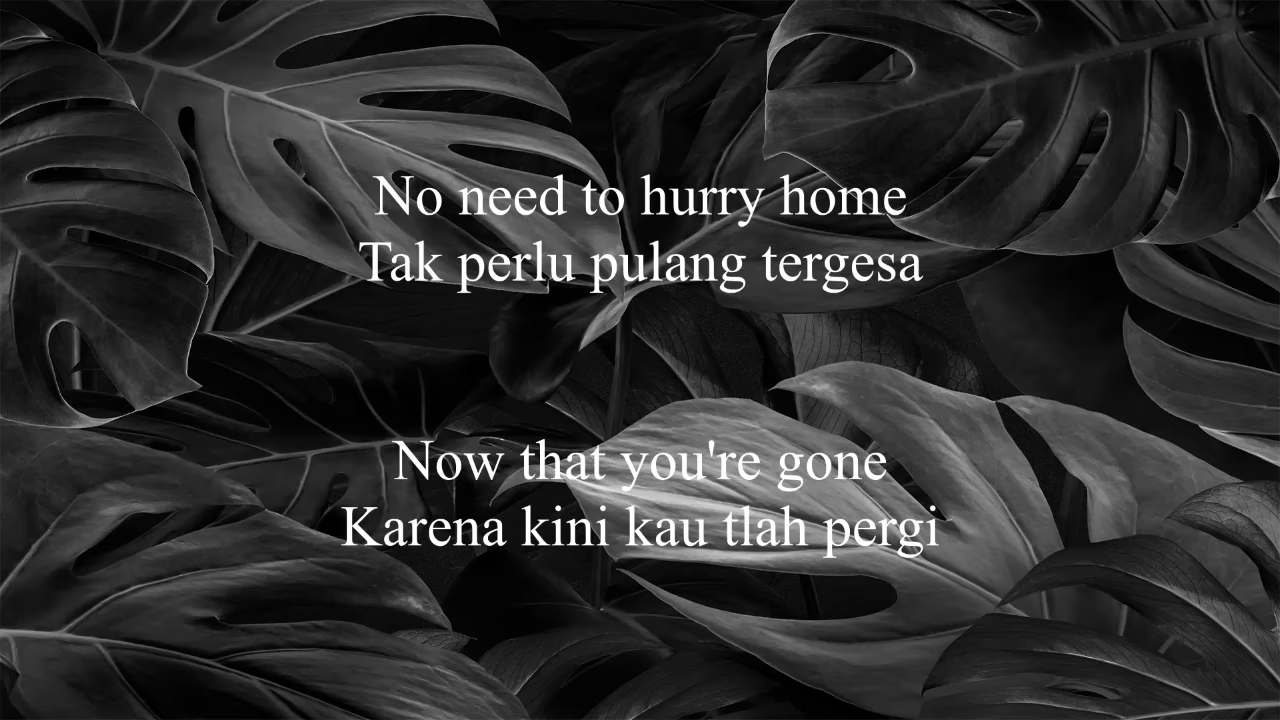 No need to hurry home
Tak perlu pulang tergesa
Now that you're gone
Karena kini kau tlah pergi